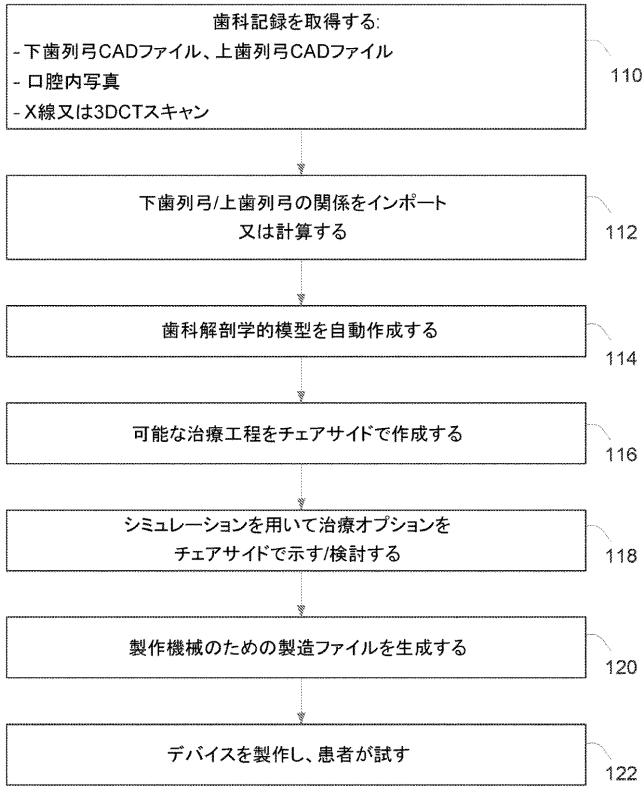 歯科記録を取得する:
- 下歯列弓CADファイル、上歯列弓CADファイル
- 口腔内写真
- X線又は3DCTスキャン
110
下歯列弓/上歯列弓の関係をインポート
又は計算する
112
歯科解剖学的模型を自動作成する
114
可能な治療工程をチェアサイドで作成する
116
シミュレーションを用いて治療オプションを
チェアサイドで示す/検討する
118
製作機械のための製造ファイルを生成する
120
デバイスを製作し、患者が試す
122